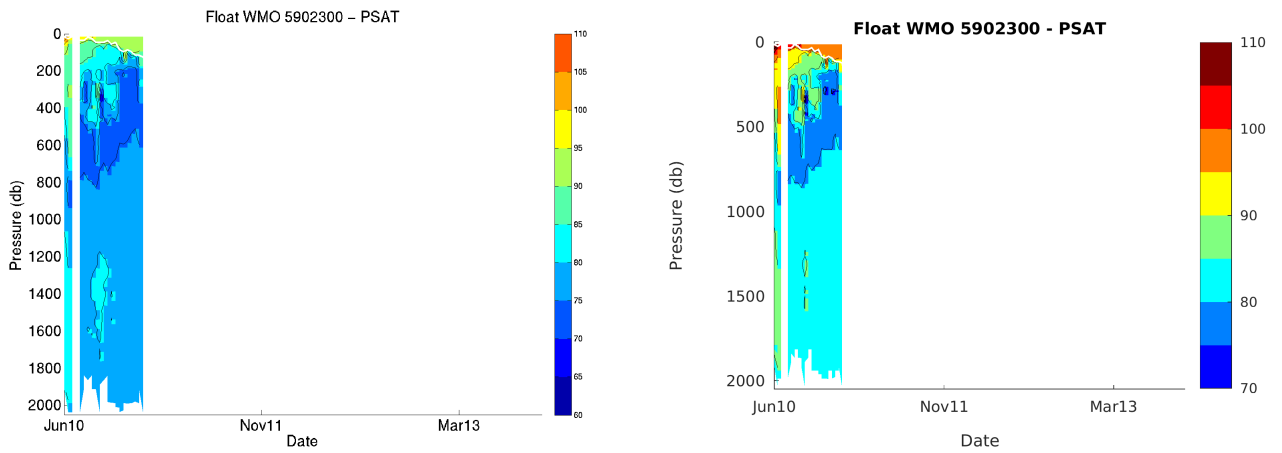 Float WMO 5902300 – PSAT
0
200
400
600
800
1000
1200
1400
1600
1800
2000
Pressure (db)
Jun10
Nov11
Mar13
Date
110
105
100
95
90
85
80
75
70
65
60
Float WMO 5902300 - PSAT
0
500
1000
1500
2000
Pressure (db)
Jun10
Nov11
Mar13
Date
110
100
90
80
70